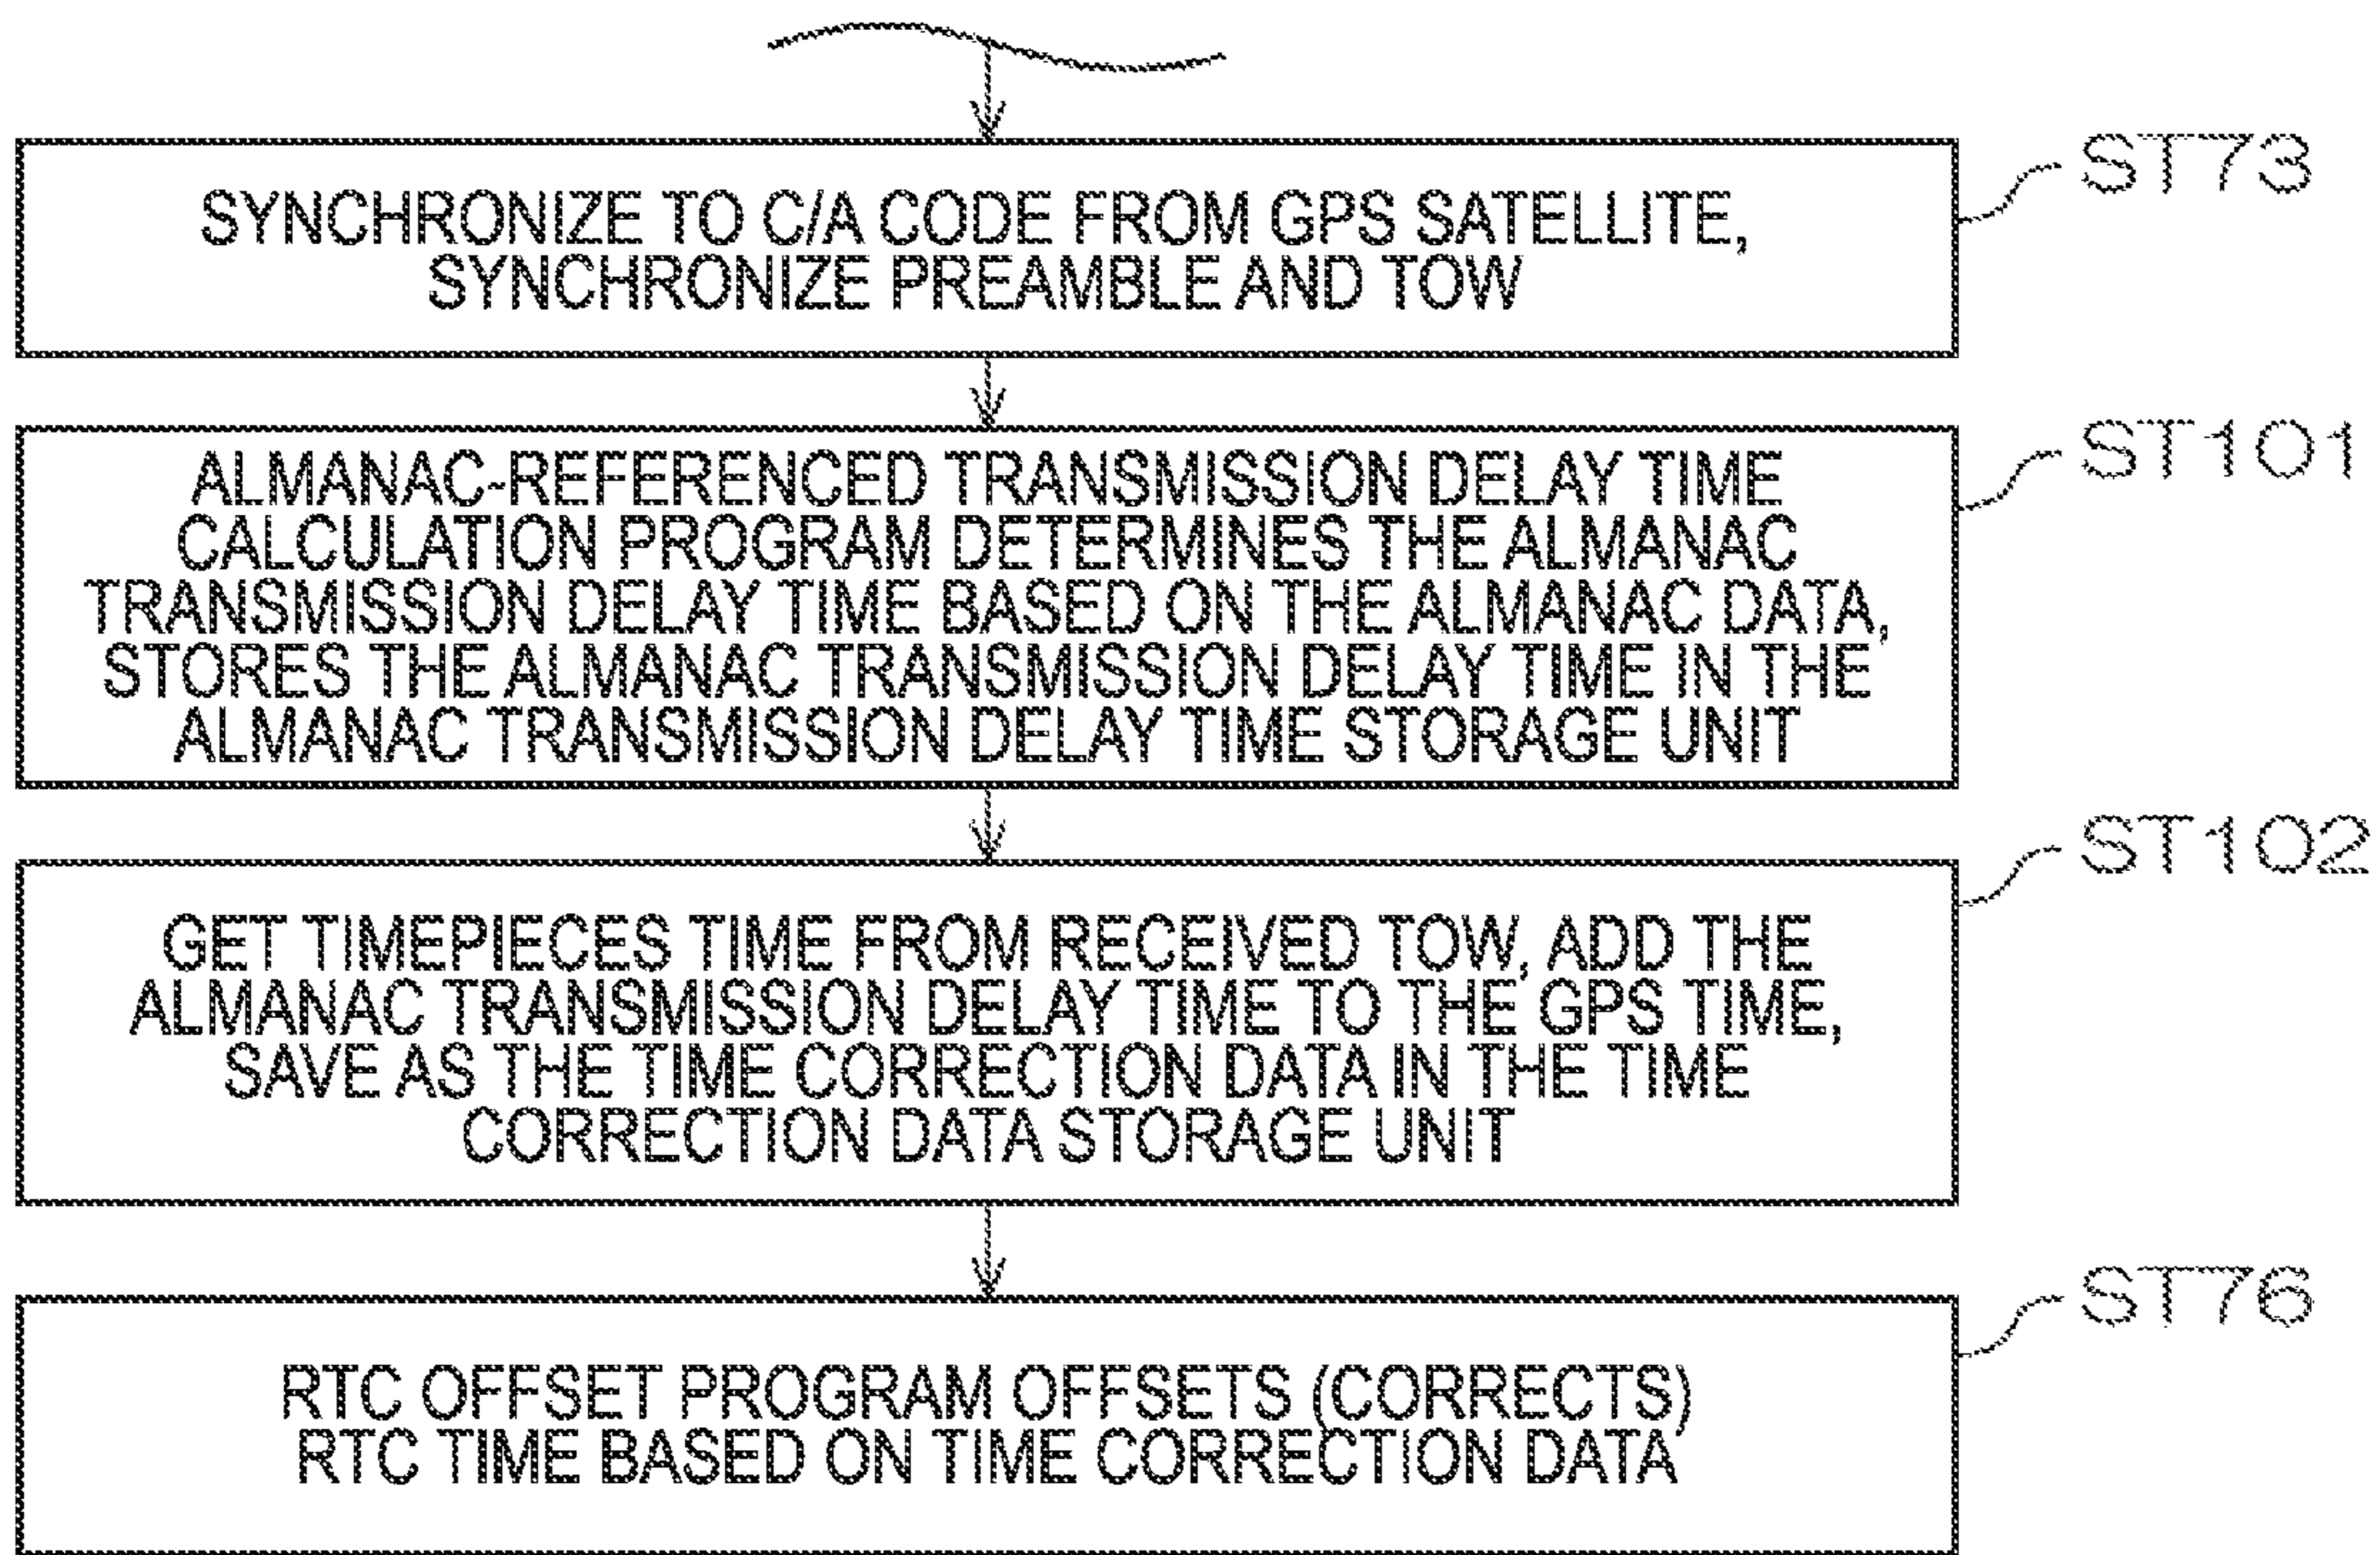 ST73
SYNCHRONIZE TO C/A CODE FROM GPS SATELLITE,
SYNCHRONIZE PREAMBLE AND TOW
ST101
ALMANAC-REFERENCED TRANSMISSION DELAY TIME
CALCULATION PROGRAM DETERMINES THE ALMANAC
TRANSMISSION DELAY TIME BASED ON THE ALMANAC DATA,
STORES THE ALMANAC TRANSMISSION DELAY TIME IN THE
ALMANAC TRANSMISSION DELAY TIME STORAGE UNIT
ST102
GET TIMEPIECES TIME FROM RECEIVED TOW, ADD THE
ALMANAC TRANSMISSION DELAY TIME TO THE GPS TIME,
SAVE AS THE TIME CORRECTION DATA IN THE TIME
CORRECTION DATA STORAGE UNIT
ST76
RTC OFFSET PROGRAM OFFSETS (CORRECTS)
RTC TIME BASED ON TIME CORRECTION DATA